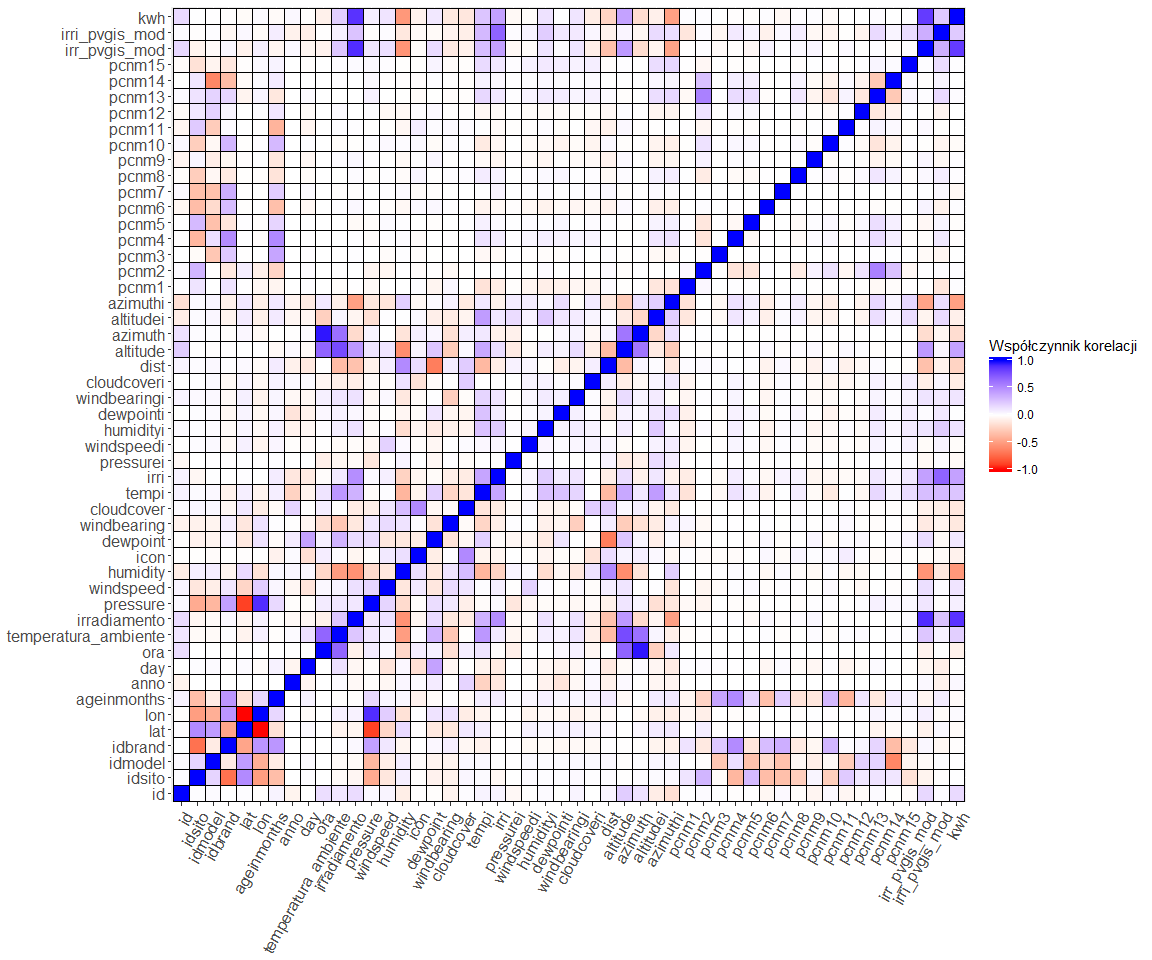 kwh
irri_pvgis_mod
irr_pvgis_mod
pcnm15
pcnm14
pcnm13
pcnm12
pcnm11
pcnm10
pcnm9
pcnm8
pcnm7
pcnm6
pcnm5
pcnm4
pcnm3
pcnm2
pcnm1
azimuthi
altitudei
azimuth
altitude
dist
cloudcoveri
windbearingi
dewpointi
humidityi
windspeedi
pressurei
irri
tempi
cloudcover
windbearing
dewpoint
icon
humidity
windspeed
pressure
irradiamento
temperatura_ambiente
ora
day
anno
ageinmonths
lon
lat
idbrand
idmodel
idsito
id
id
idsito
idmodel
idbrand
lat
lon
ageinmonths
anno
day
ora
temperatura_ambiente
irradiamento
pressure
windspeed
humidity
icon
dewpoint
windbearing
cloudcover
tempi
irri
pressurei
windspeedi
humidityi
dewpointi
windbearingi
cloudcoveri
dist
altitude
azimuth
altitudei
azimuthi
pcnm1
pcnm2
pcnm3
pcnm4
pcnm5
pcnm6
pcnm7
pcnm8
pcnm9
pcnm10
pcnm11
pcnm12
pcnm13
pcnm14
pcnm15
irr_pvgis_mod
irri_pvgis_mod
kwh
Współczynnik korelacji
1.0
0.5
0.0
-0.5
-1.0